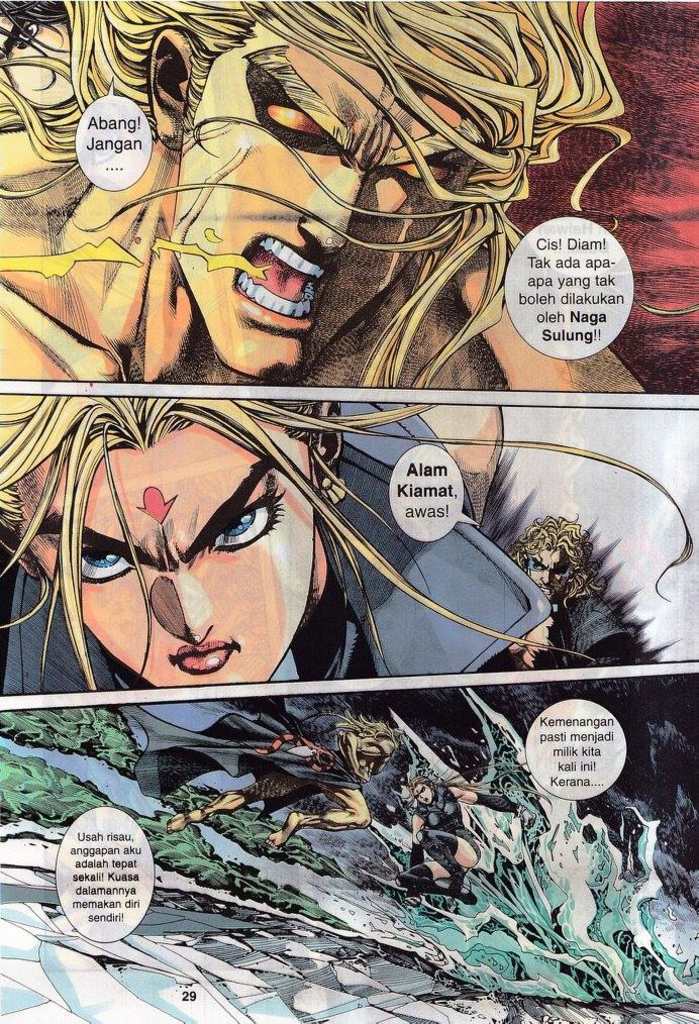 Abang!
Jangan
....
Cis! Diam!
Tak ada apa-
apa yang tak
boleh dilakukan
oleh Naga
Sulung!!
Alam
Kiamat,
awas!
Kemenangan
pasti menjadi
milik kita
kali ini!
Kerana....
Usah risau,
anggapan aku
adalah tepat
sekali! Kuasa
dalamannya
memakan diri
sendiri!
29